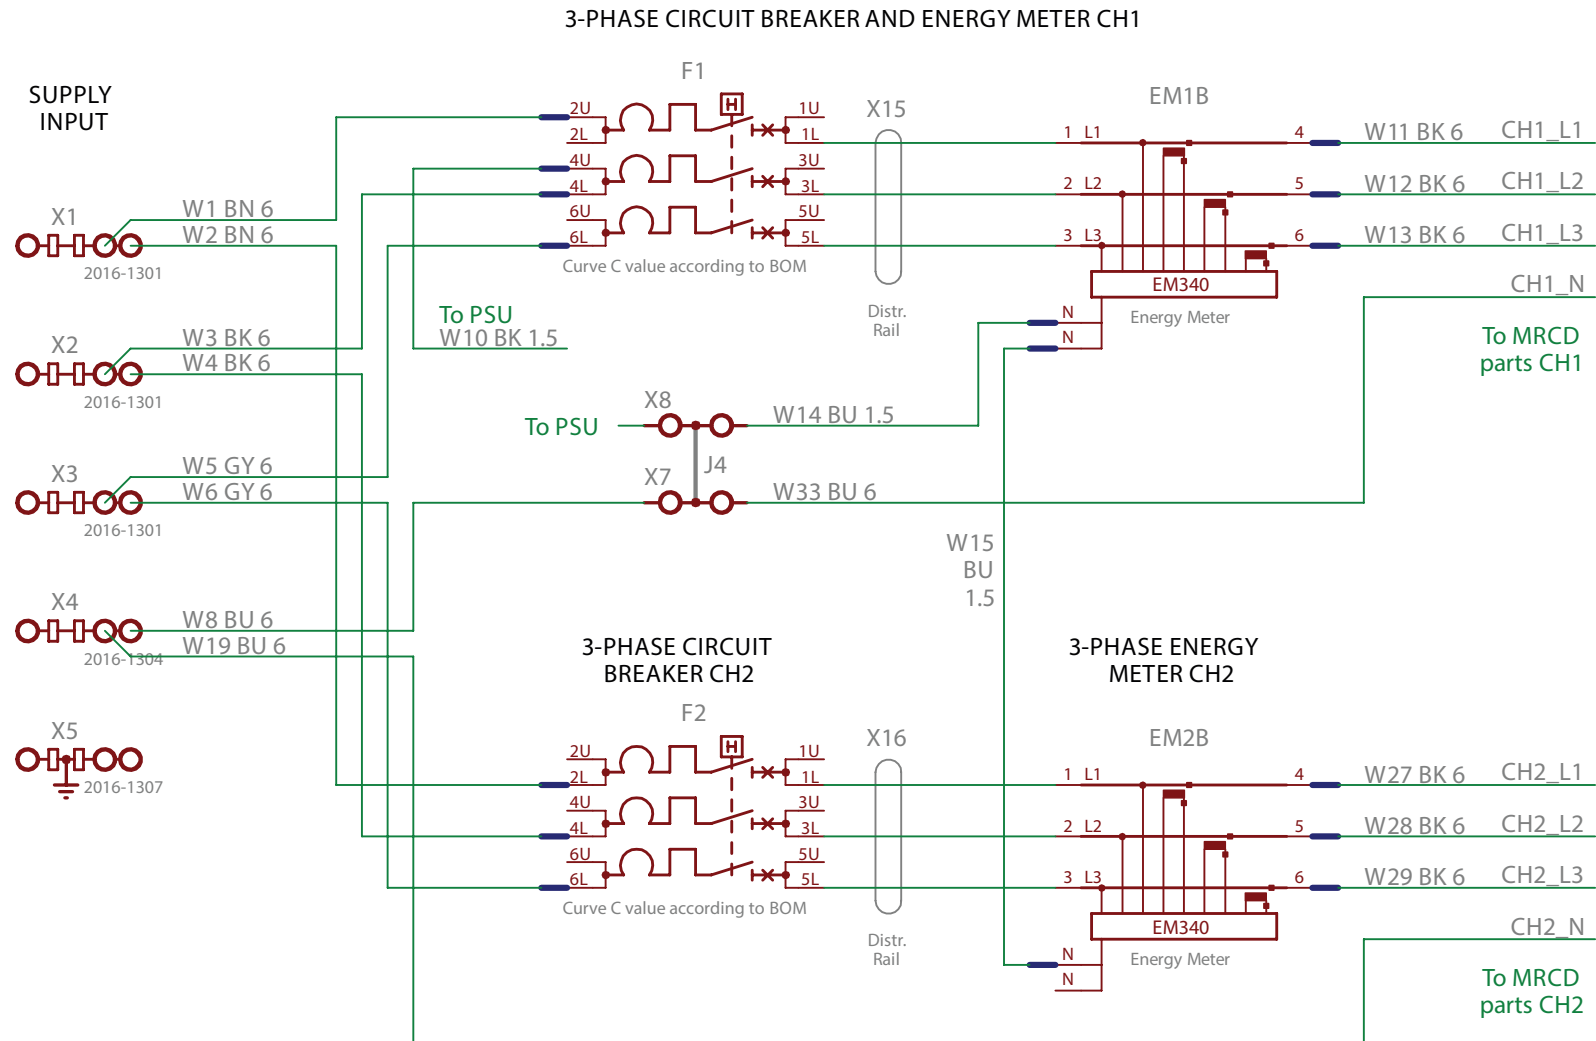 3-PHASE CIRCUIT BREAKER AND ENERGY METER CH1
SUPPLY
INPUT
F1
X15
EM1B
2U
2L
4U
4L
6U
6L
H
1U
1L
3U
3L
5U
5L
Curve C value according to BOM
Distr.
Rail
1 L1
2 L2
3 L3
4
5
6
EM340
Energy Meter
N
N
W11 BK 6 CH1_L1
W12 BK 6 CH1_L2
W13 BK 6 CH1_L3
CH1_N
To MRCD
parts CH1
X1
W1 BN 6
W2 BN 6
2016-1301
To PSU
W10 BK 1.5
X2
W3 BK 6
W4 BK 6
2016-1301
X8
To PSU
W14 BU 1.5
J4
X7
W33 BU 6
X3
W5 GY 6
W6 GY 6
2016-1301
W15
BU
1.5
X4
W8 BU 6
W19 BU 6
2016-1304
X5
2016-1307
3-PHASE CIRCUIT
BREAKER CH2
3-PHASE ENERGY
METER CH2
F2
X16
EM2B
2U
2L
4U
4L
6U
6L
H
1U
1L
3U
3L
5U
5L
Curve C value according to BOM
Distr.
Rail
1 L1
2 L2
3 L3
4
5
6
EM340
Energy Meter
N
N
W27 BK 6 CH2_L1
W28 BK 6 CH2_L2
W29 BK 6 CH2_L3
CH2_N
To MRCD
parts CH2